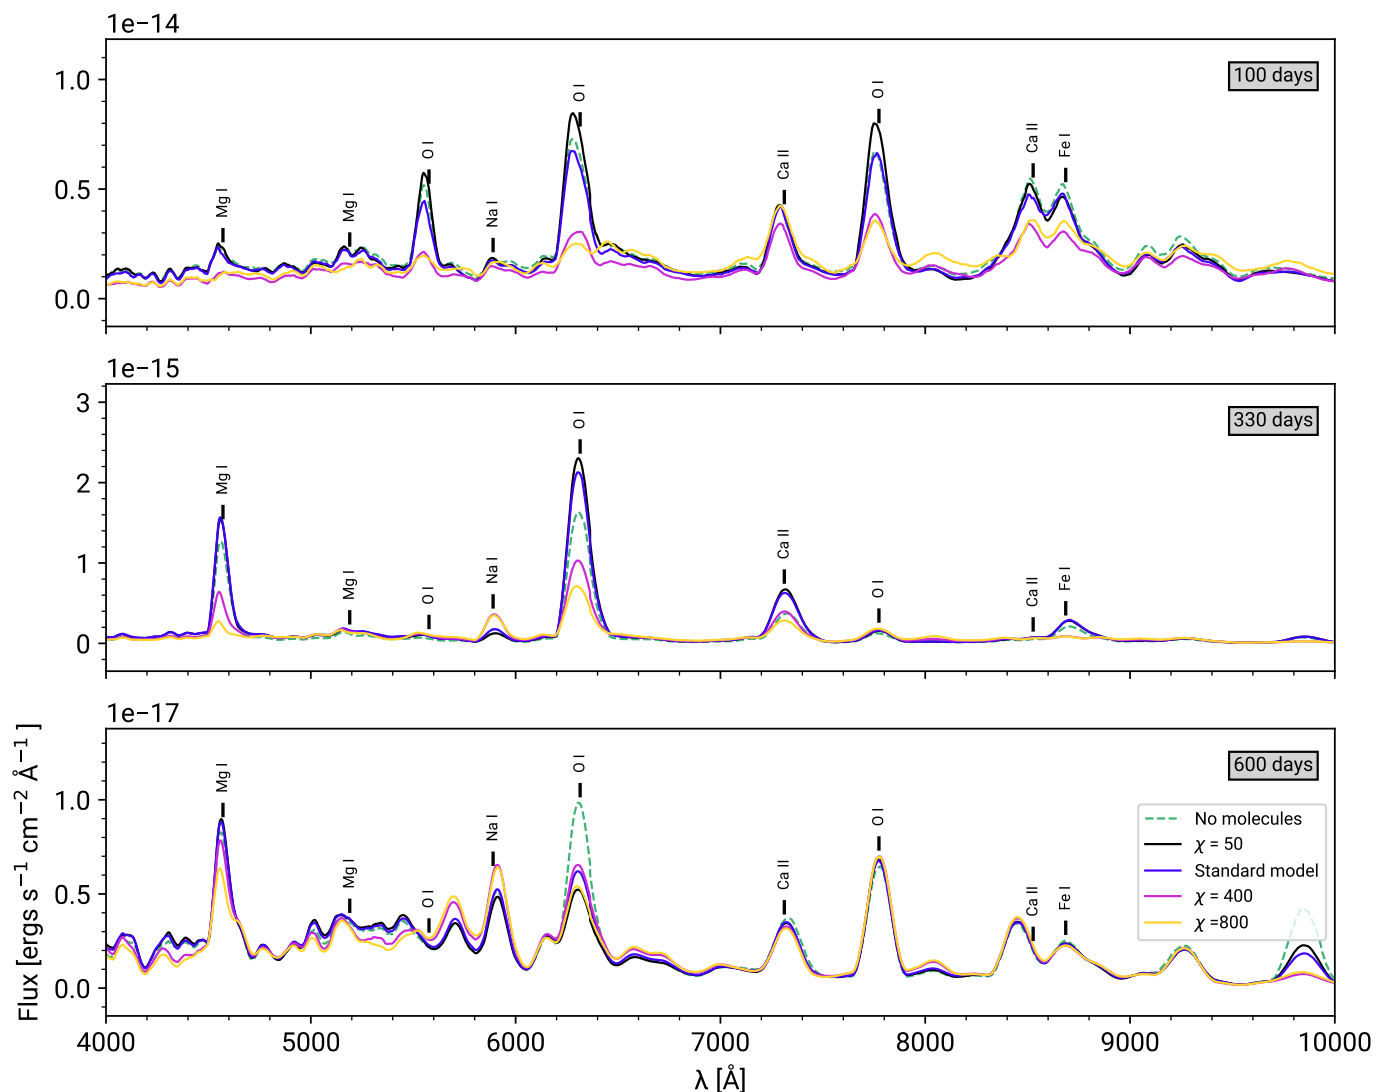 1e−14
1.0
0.5
0.0
100 days
Mg I
Mg I
O I
Na I
O I
Ca II
O I
Ca II
Fe I
1e−15
3
2
1
0
330 days
Mg I
Mg I
O I
Na I
O I
Ca II
O I
Ca II
Fe I
1e−17
1.0
0.5
0.0
600 days
Mg I
Mg I
O I
Na I
O I
Ca II
O I
Ca II
Fe I
No molecules
χ = 50
Standard model
χ = 400
χ =800
Flux [ergs s⁻¹ cm⁻² Å⁻¹ ]
4000 5000 6000 7000 8000 9000 10000
λ [Å]